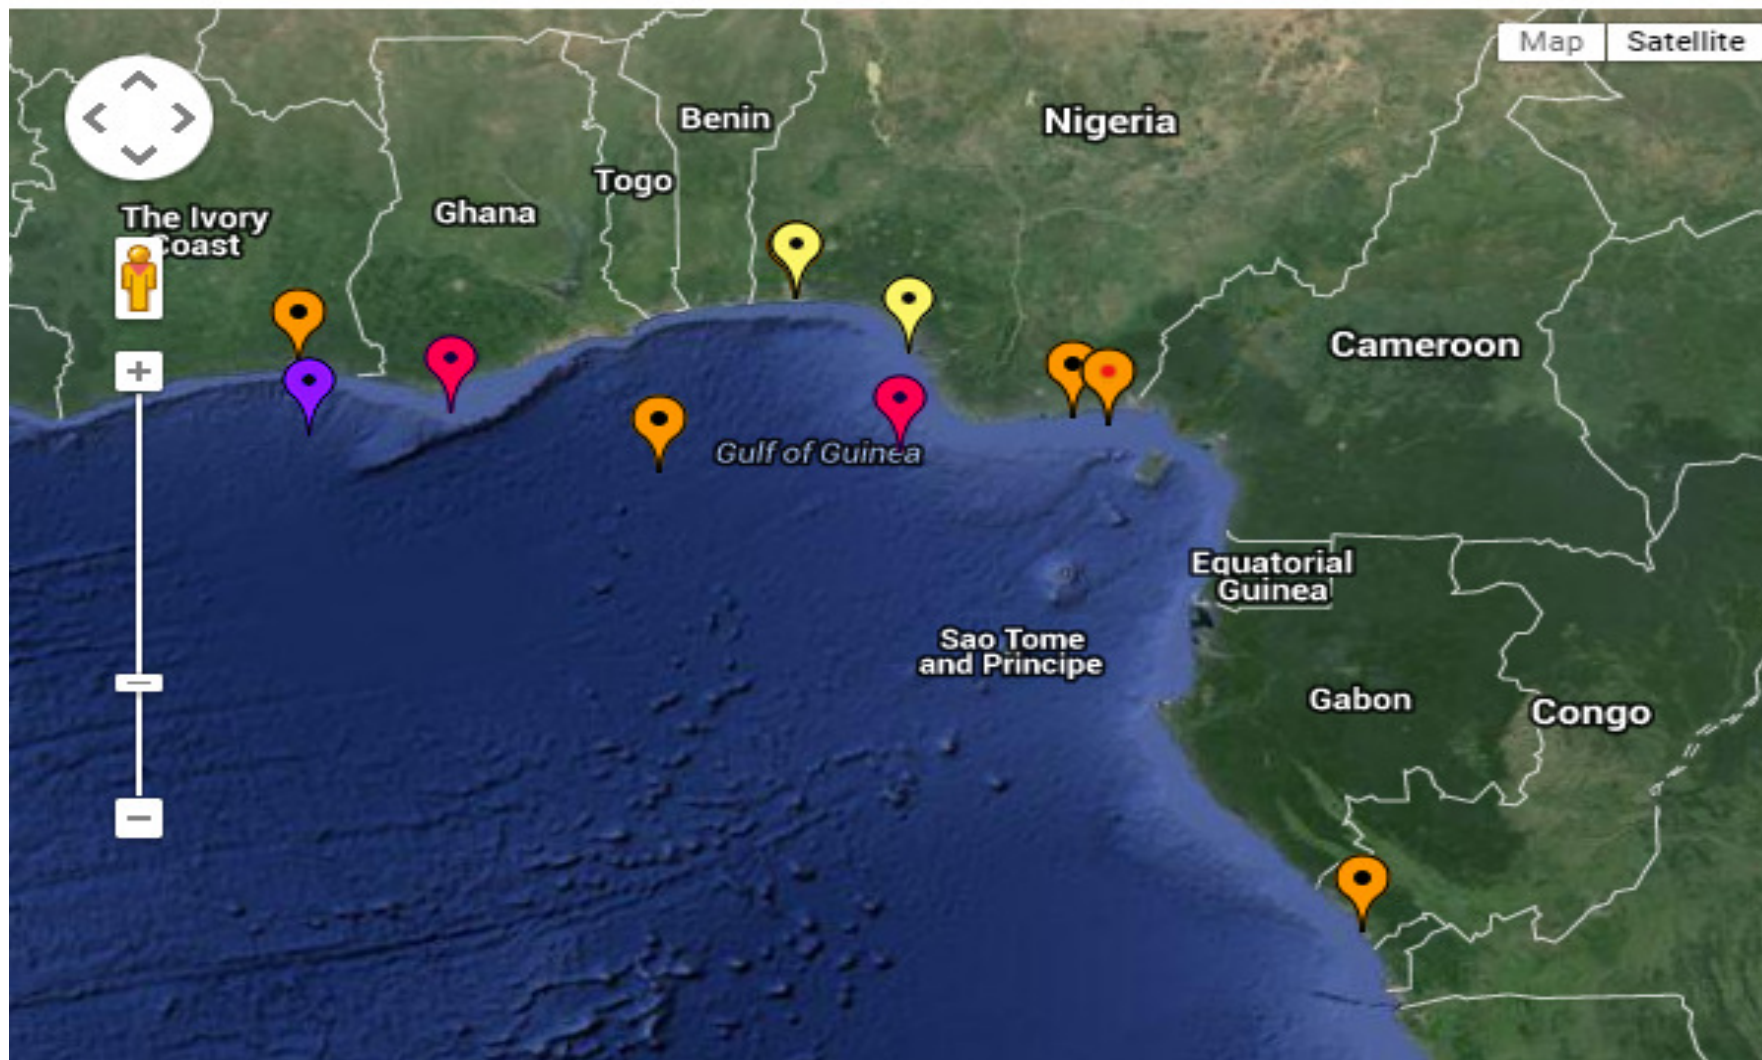 Map
Satellite
Benin
Nigeria
Togo
The Ivory
Coast
Ghana
Cameroon
Gulf of Guinea
Equatorial
Guinea
Sao Tome
and Principe
Gabon
Congo